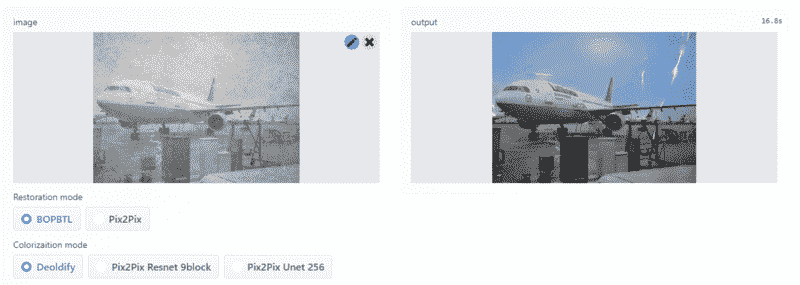 image
output
16.8s
Restoration mode
BOPBTL
Pix2Pix
Colorizaition mode
Deoldify
Pix2Pix Resnet 9block
Pix2Pix Unet 256